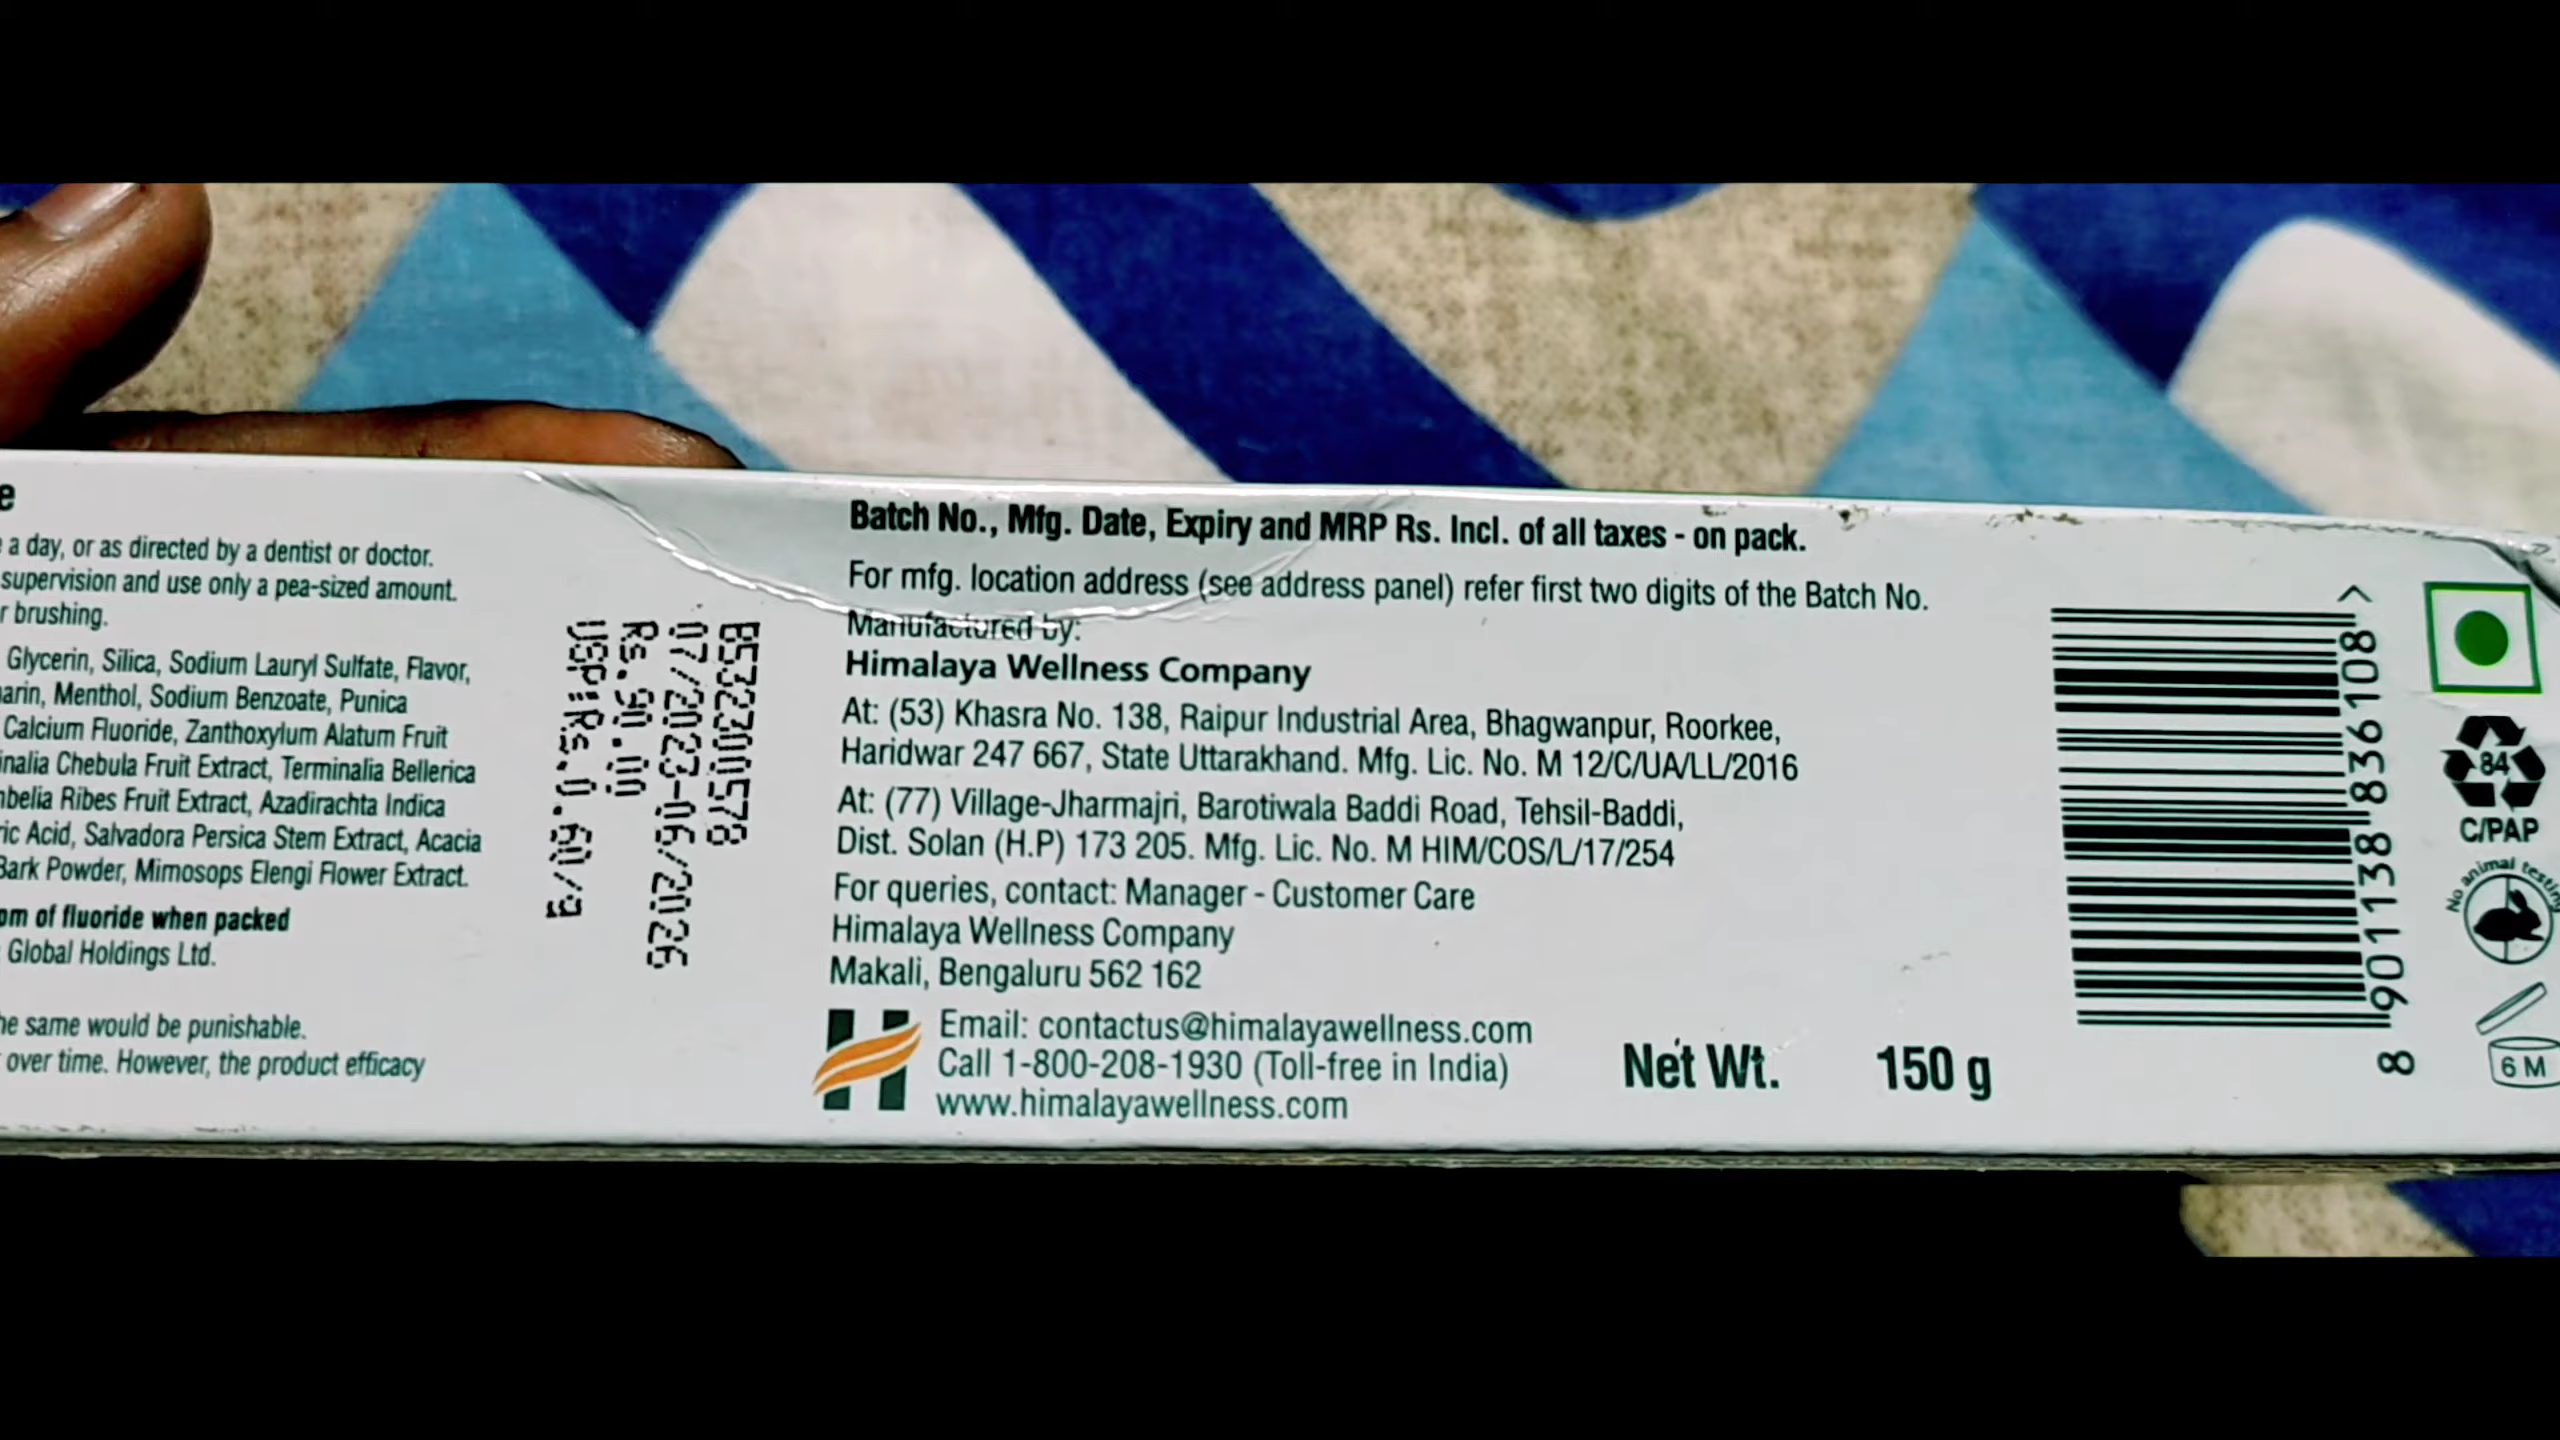 e
a day, or as directed by a dentist or doctor.
supervision and use only a pea-sized amount.
r brushing.
Glycerin, Silica, Sodium Lauryl Sulfate, Flavor,
arin, Menthol, Sodium Benzoate, Punica
Calcium Fluoride, Zanthoxylum Alatum Fruit
inalia Chebula Fruit Extract, Terminalia Bellerica
belia Ribes Fruit Extract, Azadirachta Indica
ric Acid, Salvadora Persica Stem Extract, Acacia
Bark Powder, Mimosops Elengi Flower Extract.
om of fluoride when packed
Global Holdings Ltd.
he same would be punishable.
over time. However, the product efficacy
B532300578
07/2023-06/2026
Rs.90.00
USP:Rs.0.60/g
Batch No., Mfg. Date, Expiry and MRP Rs. Incl. of all taxes - on pack.
For mfg. location address (see address panel) refer first two digits of the Batch No.
Manufactured by:
Himalaya Wellness Company
At: (53) Khasra No. 138, Raipur Industrial Area, Bhagwanpur, Roorkee,
Haridwar 247 667, State Uttarakhand. Mfg. Lic. No. M 12/C/UA/LL/2016
At: (77) Village-Jharmajri, Barotiwala Baddi Road, Tehsil-Baddi,
Dist. Solan (H.P) 173 205. Mfg. Lic. No. M HIM/COS/L/17/254
For queries, contact: Manager - Customer Care
Himalaya Wellness Company
Makali, Bengaluru 562 162
Email: contactus@himalayawellness.com
Call 1-800-208-1930 (Toll-free in India)
www.himalayawellness.com
Net Wt. 150 g
8 901138 836108 >
84
C/PAP
No animal testing
6 M